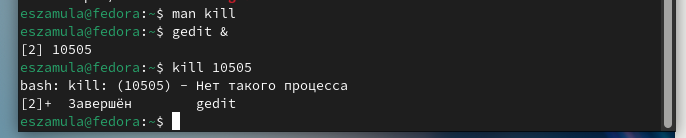 eszamula@fedora:~$ man kill
eszamula@fedora:~$ gedit &
[2] 10505
eszamula@fedora:~$ kill 10505
bash: kill: (10505) - Нет такого процесса
[2]+  Завершён        gedit
eszamula@fedora:~$